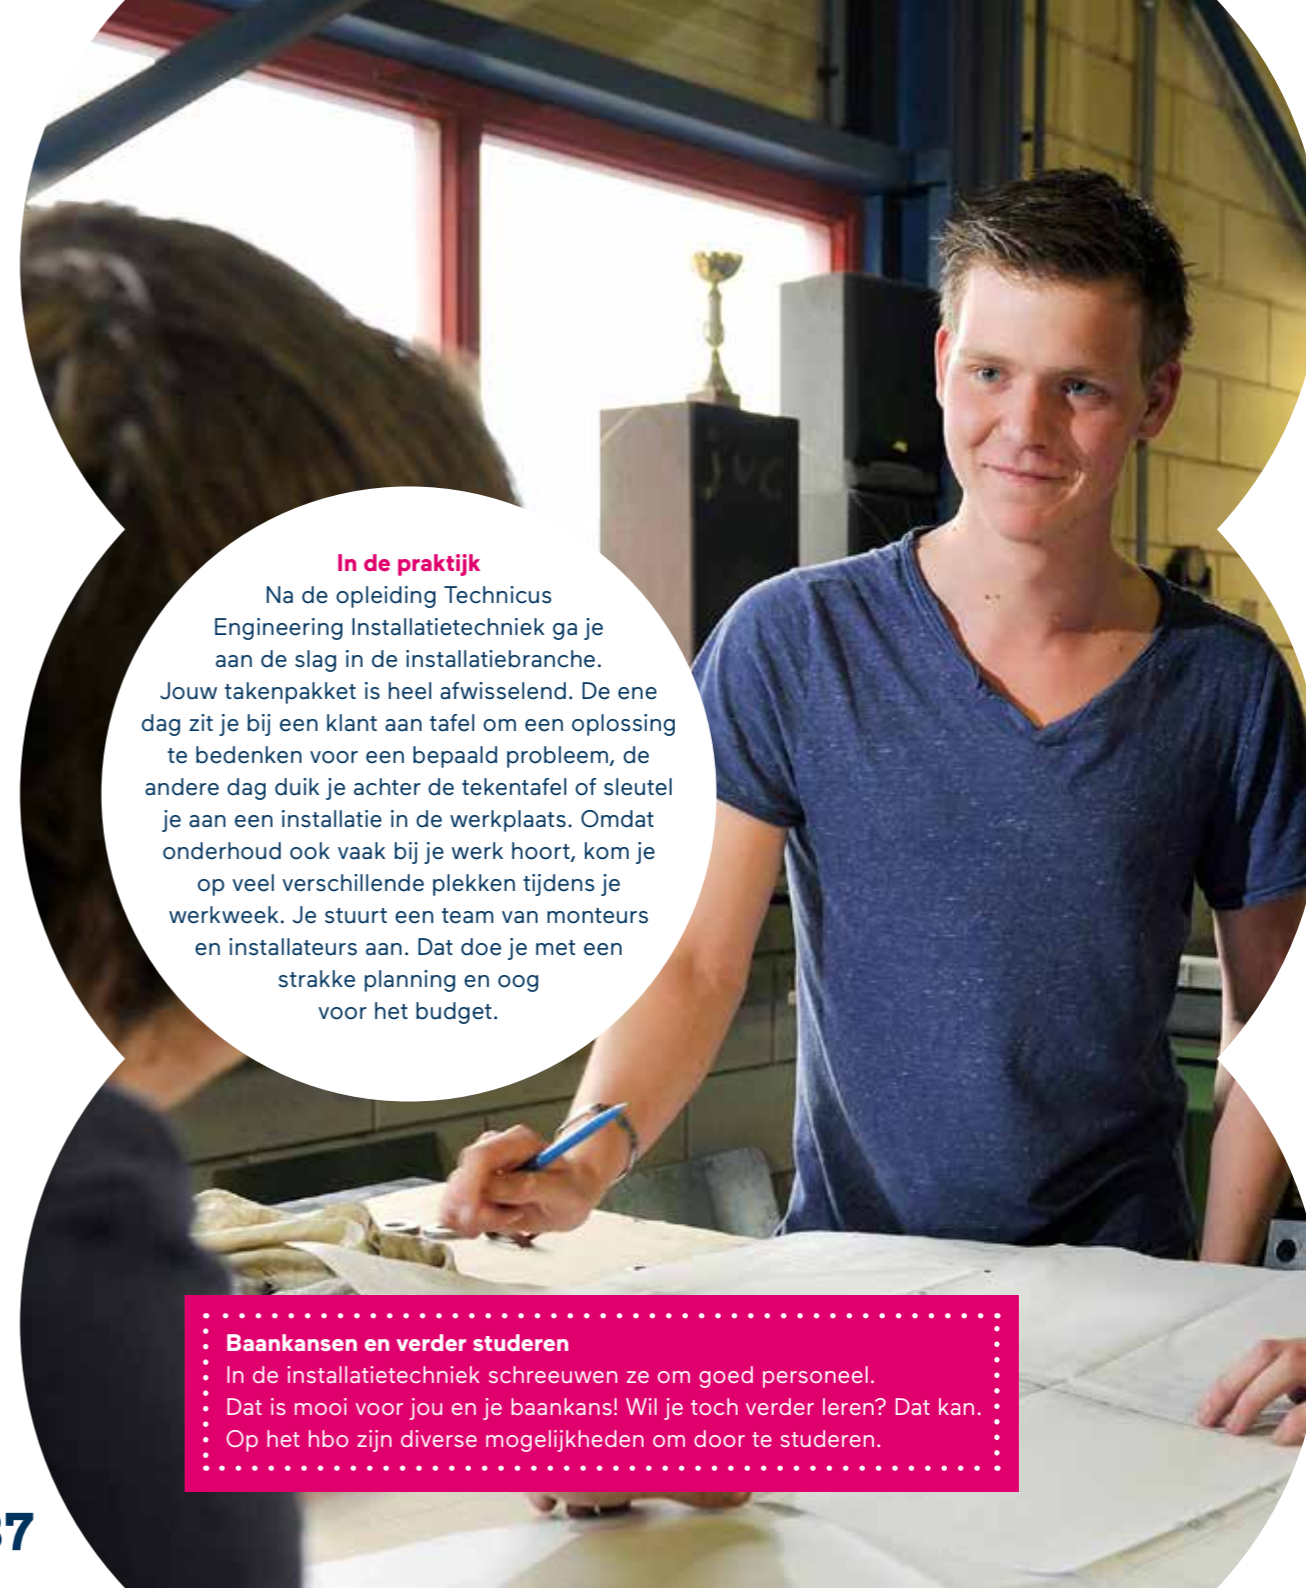 In de praktijk
Na de opleiding Technicus
Engineering Installatietechniek ga je
aan de slag in de installatiebranche.
Jouw takenpakket is heel afwisselend. De ene
dag zit je bij een klant aan tafel om een oplossing
te bedenken voor een bepaald probleem, de
andere dag duik je achter de tekentafel of sleutel
je aan een installatie in de werkplaats. Omdat
onderhoud ook vaak bij je werk hoort, kom je
op veel verschillende plekken tijdens je
werkweek. Je stuurt een team van monteurs
en installateurs aan. Dat doe je met een
strakke planning en oog
voor het budget.
jvc
Baankansen en verder studeren
In de installatietechniek schreeuwen ze om goed personeel.
Dat is mooi voor jou en je baankans! Wil je toch verder leren? Dat kan.
Op het hbo zijn diverse mogelijkheden om door te studeren.